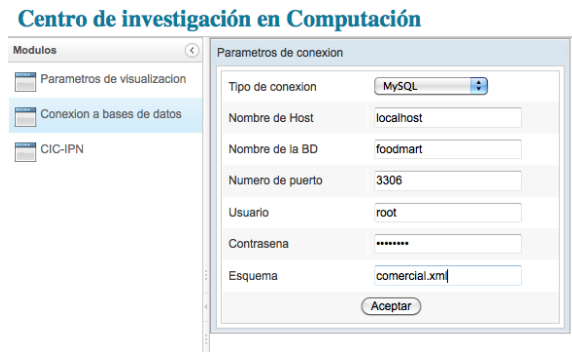 Centro de investigación en Computación
Modulos
Parametros de visualizacion
Conexion a bases de datos
CIC-IPN
Parametros de conexion
Tipo de conexion MySQL
Nombre de Host localhost
Nombre de la BD foodmart
Numero de puerto 3306
Usuario root
Contrasena ••••••••
Esquema comercial.xml
Aceptar